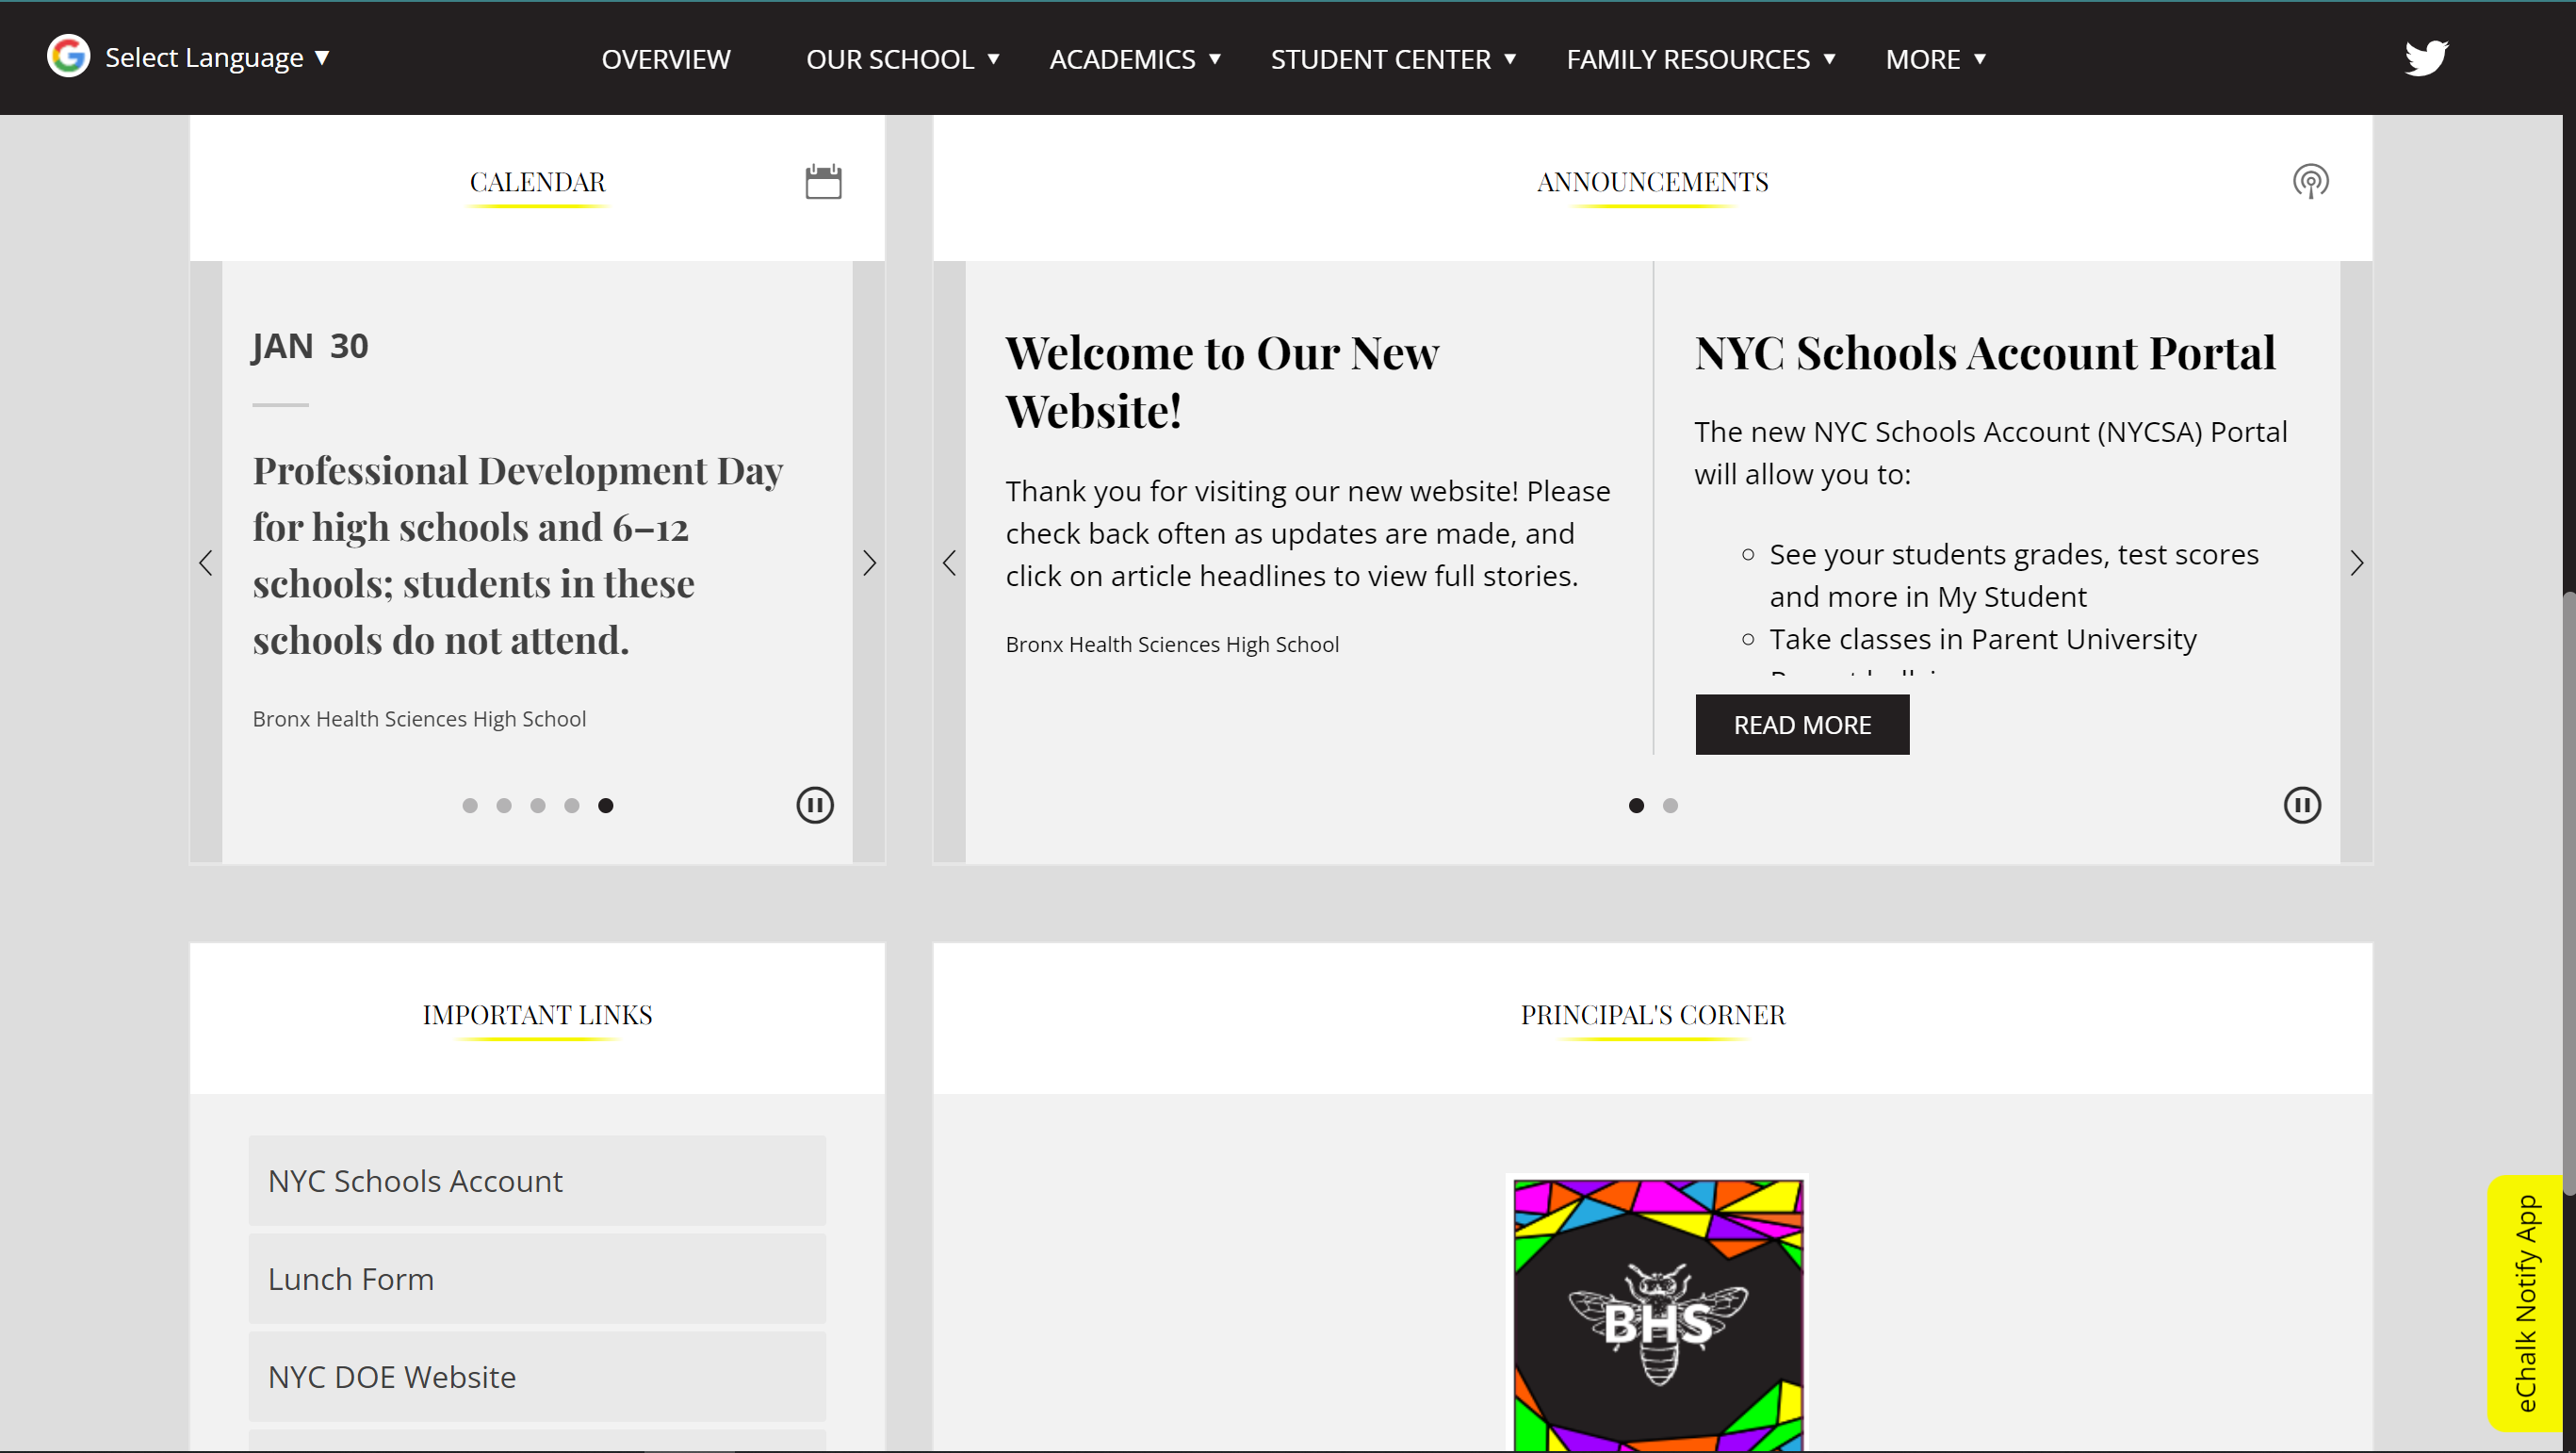 Select Language ▼
OVERVIEW
OUR SCHOOL ▼
ACADEMICS ▼
STUDENT CENTER ▼
FAMILY RESOURCES ▼
MORE ▼
CALENDAR
JAN 30
Professional Development Day
for high schools and 6–12
schools; students in these
schools do not attend.
Bronx Health Sciences High School
ANNOUNCEMENTS
Welcome to Our New
Website!
Thank you for visiting our new website! Please
check back often as updates are made, and
click on article headlines to view full stories.
Bronx Health Sciences High School
NYC Schools Account Portal
The new NYC Schools Account (NYCSA) Portal
will allow you to:
See your students grades, test scores
and more in My Student
Take classes in Parent University
READ MORE
IMPORTANT LINKS
NYC Schools Account
Lunch Form
NYC DOE Website
PRINCIPAL'S CORNER
BHS
eChalk Notify App